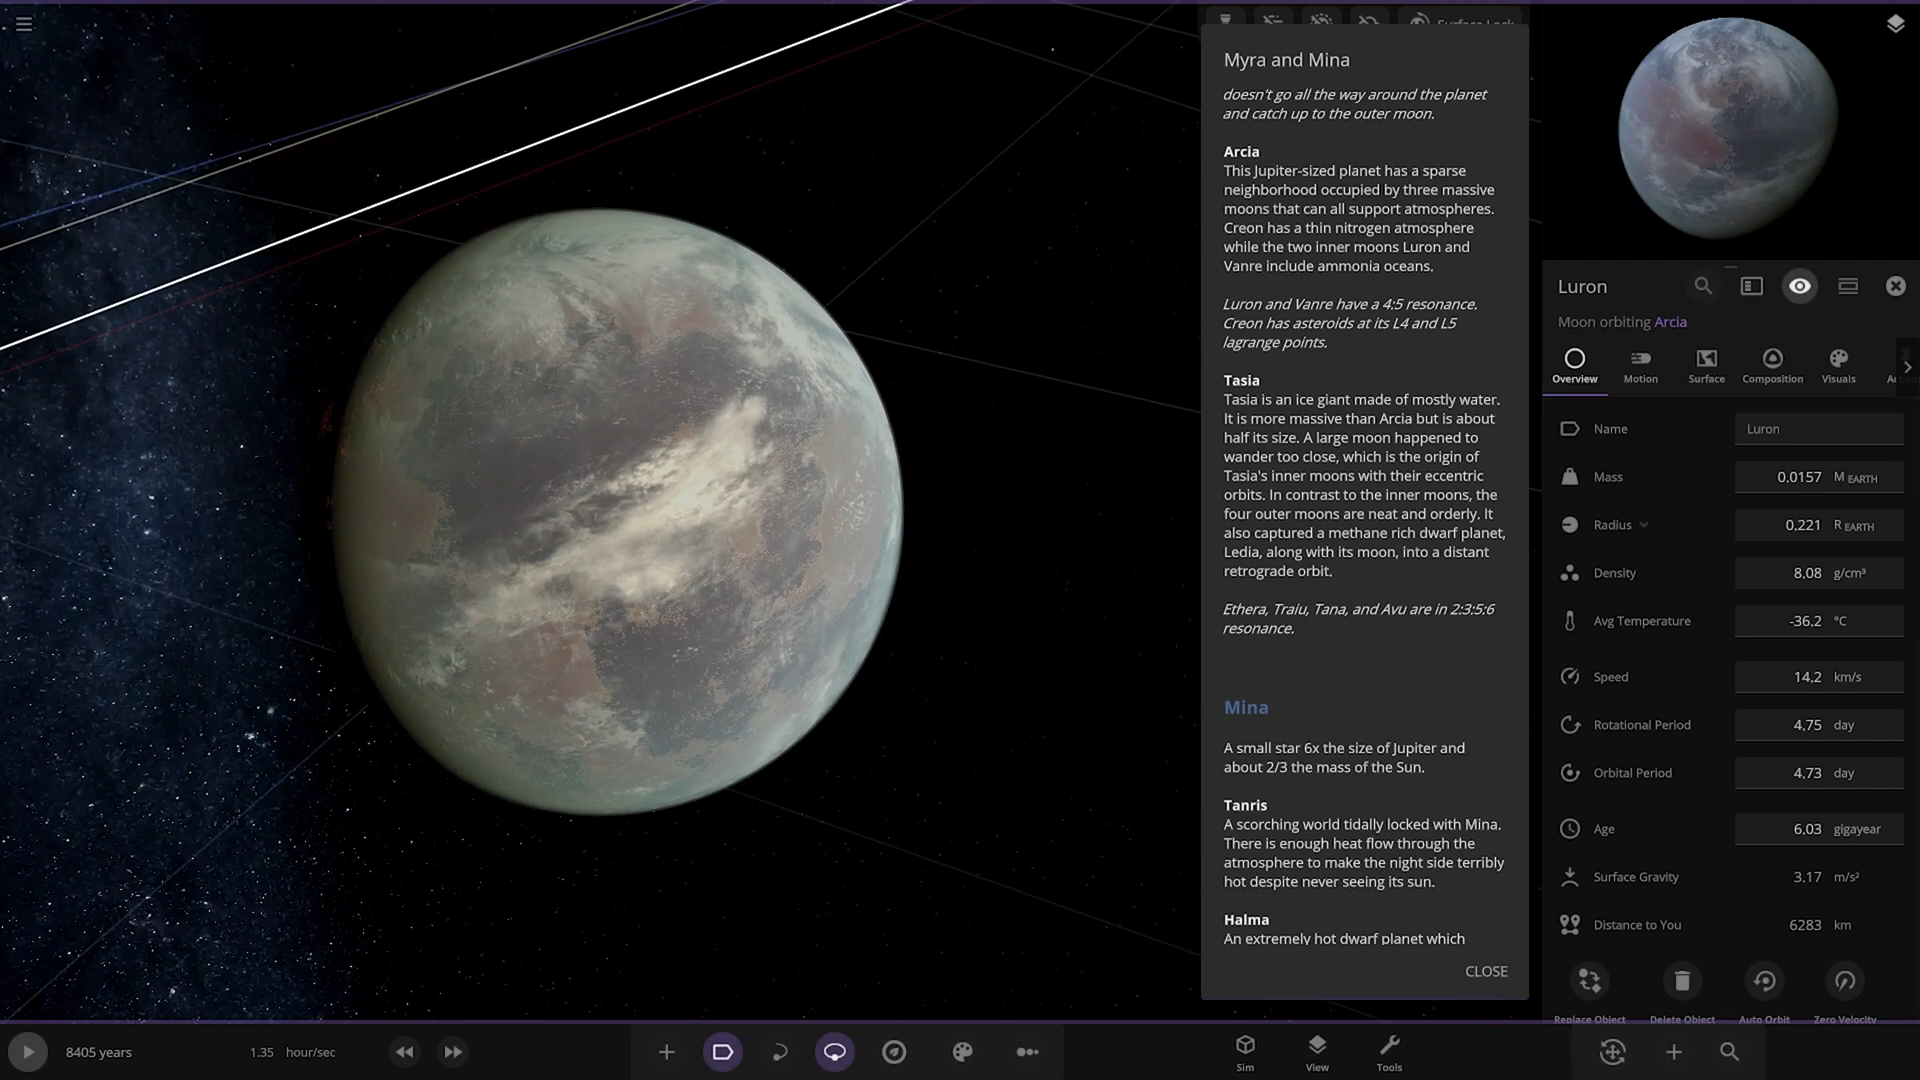 Surface Lock
Myra and Mina
doesn't go all the way around the planet
and catch up to the outer moon.
Arcia
This Jupiter-sized planet has a sparse
neighborhood occupied by three massive
moons that can all support atmospheres.
Creon has a thin nitrogen atmosphere
while the two inner moons Luron and
Vanre include ammonia oceans.
Luron and Vanre have a 4:5 resonance.
Creon has asteroids at its L4 and L5
lagrange points.
Tasia
Tasia is an ice giant made of mostly water.
It is more massive than Arcia but is about
half its size. A large moon happened to
wander too close, which is the origin of
Tasia's inner moons with their eccentric
orbits. In contrast to the inner moons, the
four outer moons are neat and orderly. It
also captured a methane rich dwarf planet,
Ledia, along with its moon, into a distant
retrograde orbit.
Ethera, Traiu, Tana, and Avu are in 2:3:5:6
resonance.
Mina
A small star 6x the size of Jupiter and
about 2/3 the mass of the Sun.
Tanris
A scorching world tidally locked with Mina.
There is enough heat flow through the
atmosphere to make the night side terribly
hot despite never seeing its sun.
Halma
An extremely hot dwarf planet which
CLOSE
Luron
Moon orbiting Arcia
Overview Motion Surface Composition Visuals
Name Luron
Mass 0.0157 M EARTH
Radius 0.221 R EARTH
Density 8.08 g/cm³
Avg Temperature -36.2 °C
Speed 14.2 km/s
Rotational Period 4.75 day
Orbital Period 4.73 day
Age 6.03 gigayear
Surface Gravity 3.17 m/s²
Distance to You 6283 km
Replace Object Delete Object Auto Orbit Zero Velocity
8405 years 1.35 hour/sec
Sim View Tools